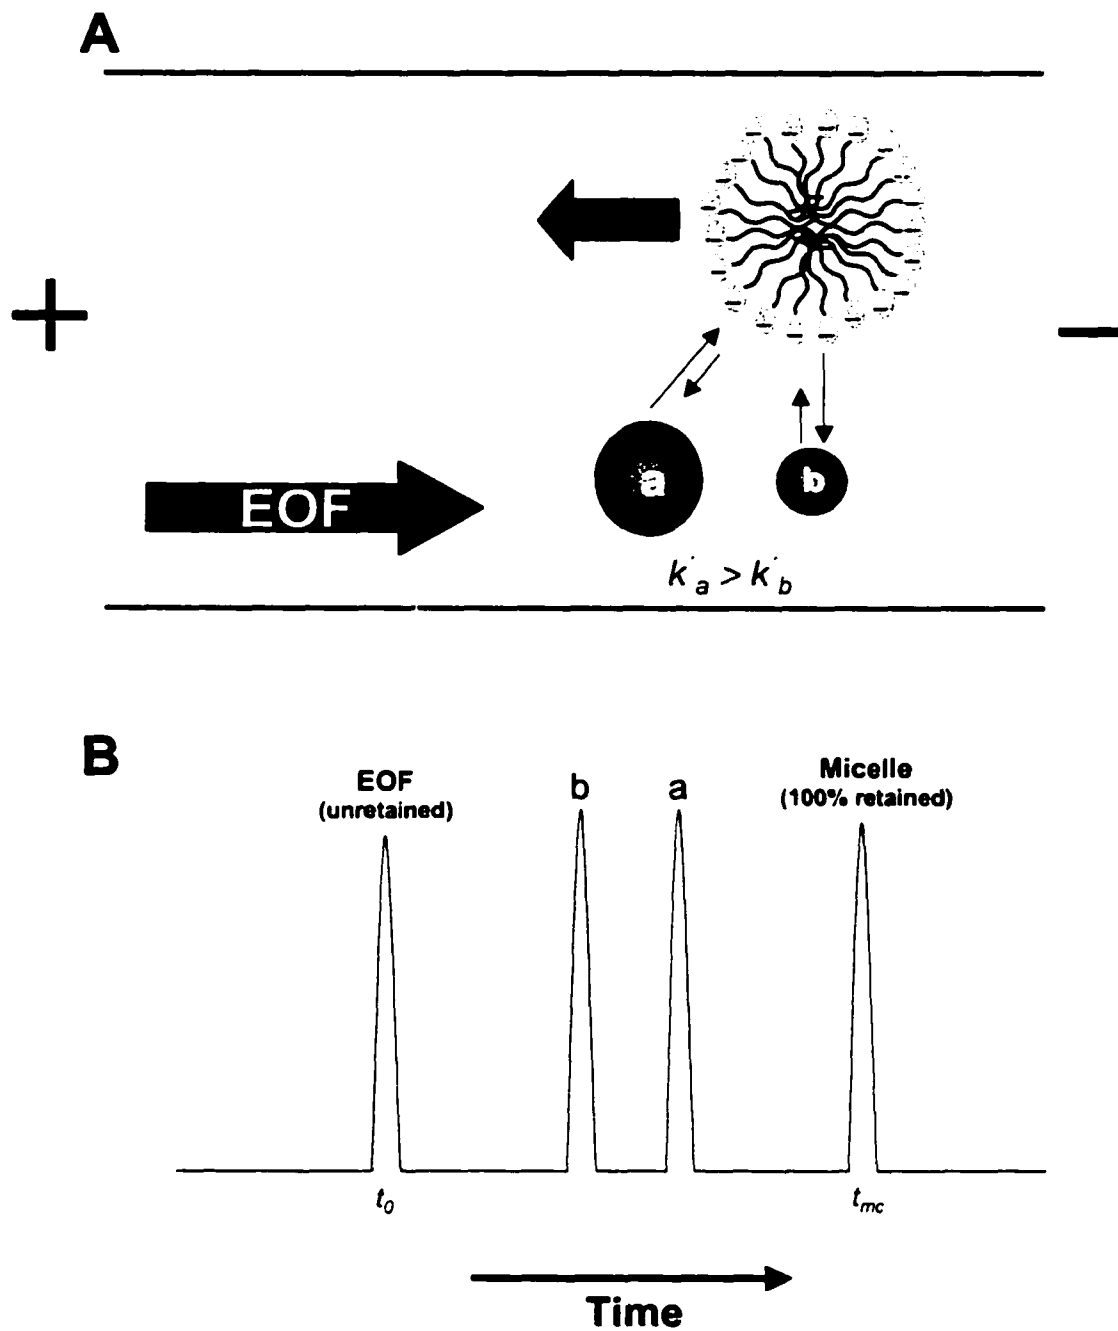 A
+
−
a
b
EOF
k'a > k'b
B
EOF
(unretained)
b
a
Micelle
(100% retained)
t0
tmc
Time